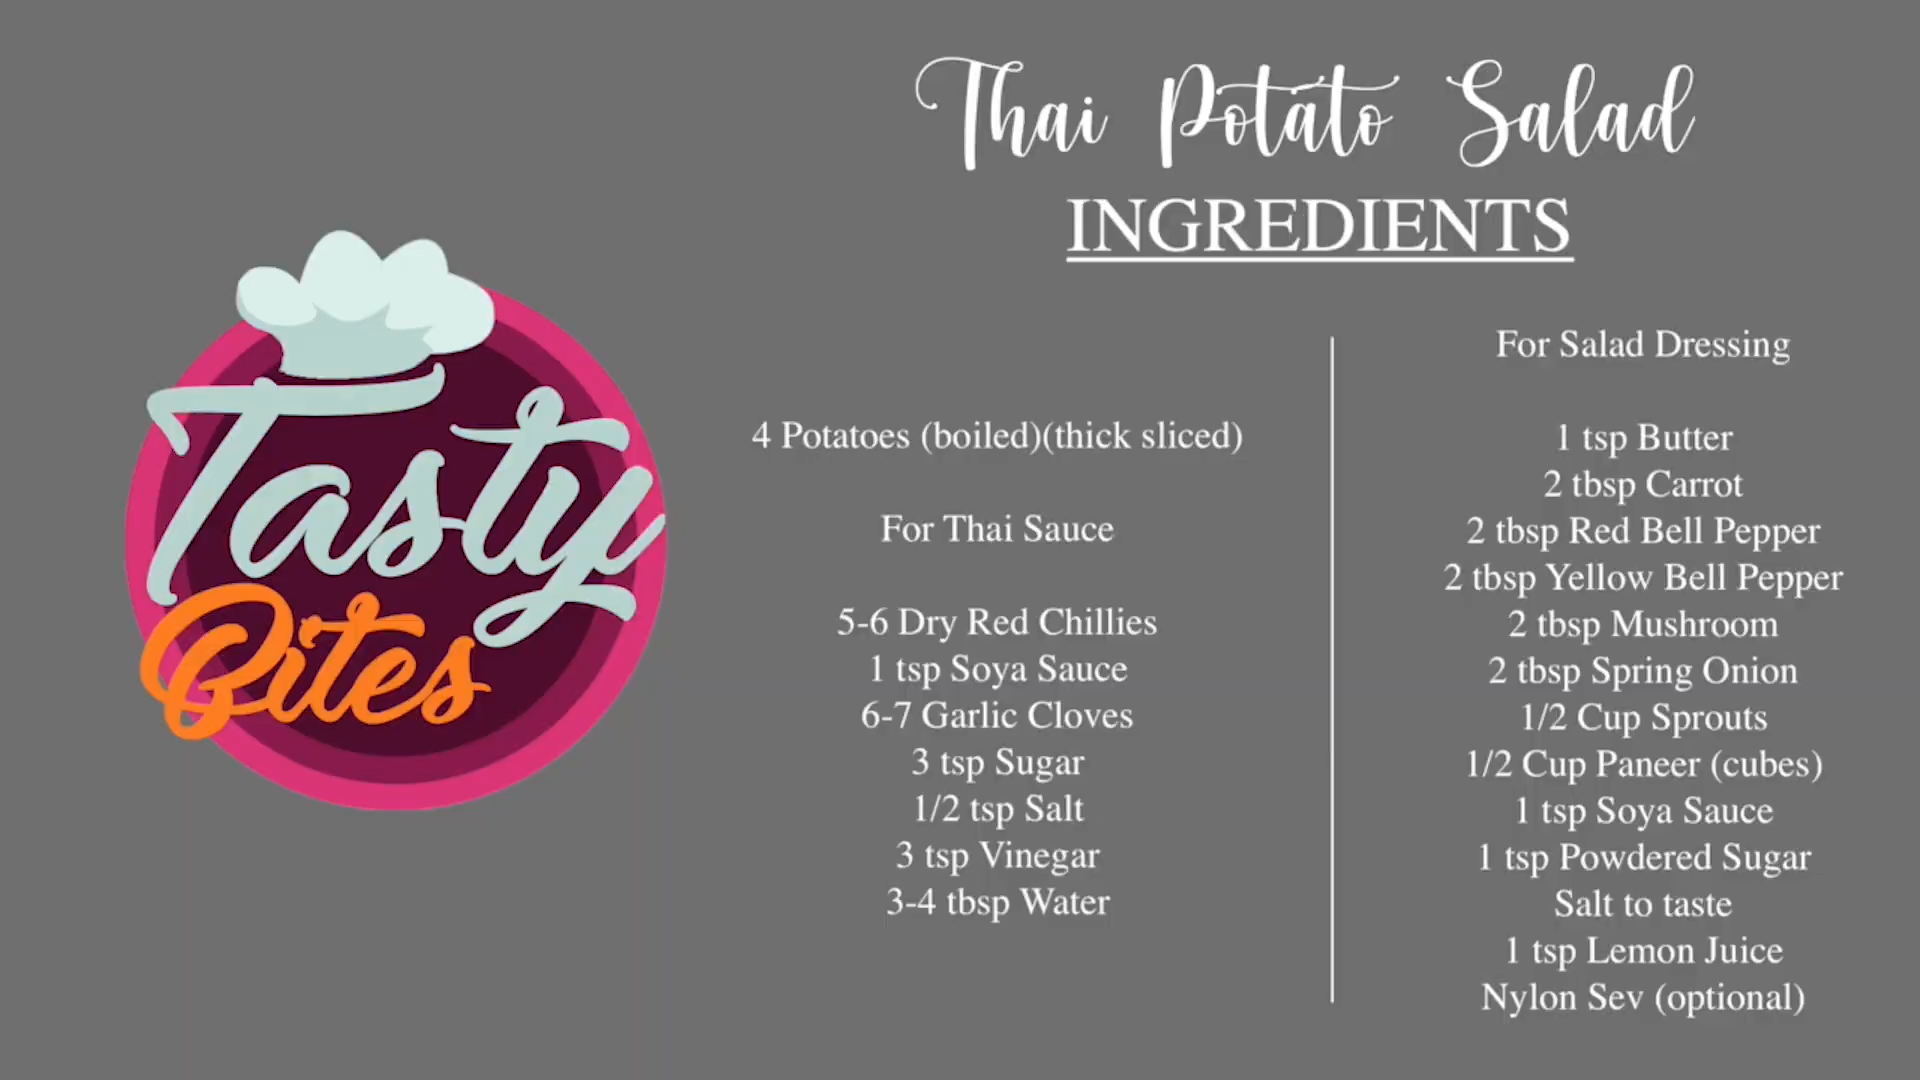 Tasty
Bites
Thai Potato Salad
INGREDIENTS
4 Potatoes (boiled)(thick sliced)
For Thai Sauce
5-6 Dry Red Chillies
1 tsp Soya Sauce
6-7 Garlic Cloves
3 tsp Sugar
1/2 tsp Salt
3 tsp Vinegar
3-4 tbsp Water
For Salad Dressing
1 tsp Butter
2 tbsp Carrot
2 tbsp Red Bell Pepper
2 tbsp Yellow Bell Pepper
2 tbsp Mushroom
2 tbsp Spring Onion
1/2 Cup Sprouts
1/2 Cup Paneer (cubes)
1 tsp Soya Sauce
1 tsp Powdered Sugar
Salt to taste
1 tsp Lemon Juice
Nylon Sev (optional)